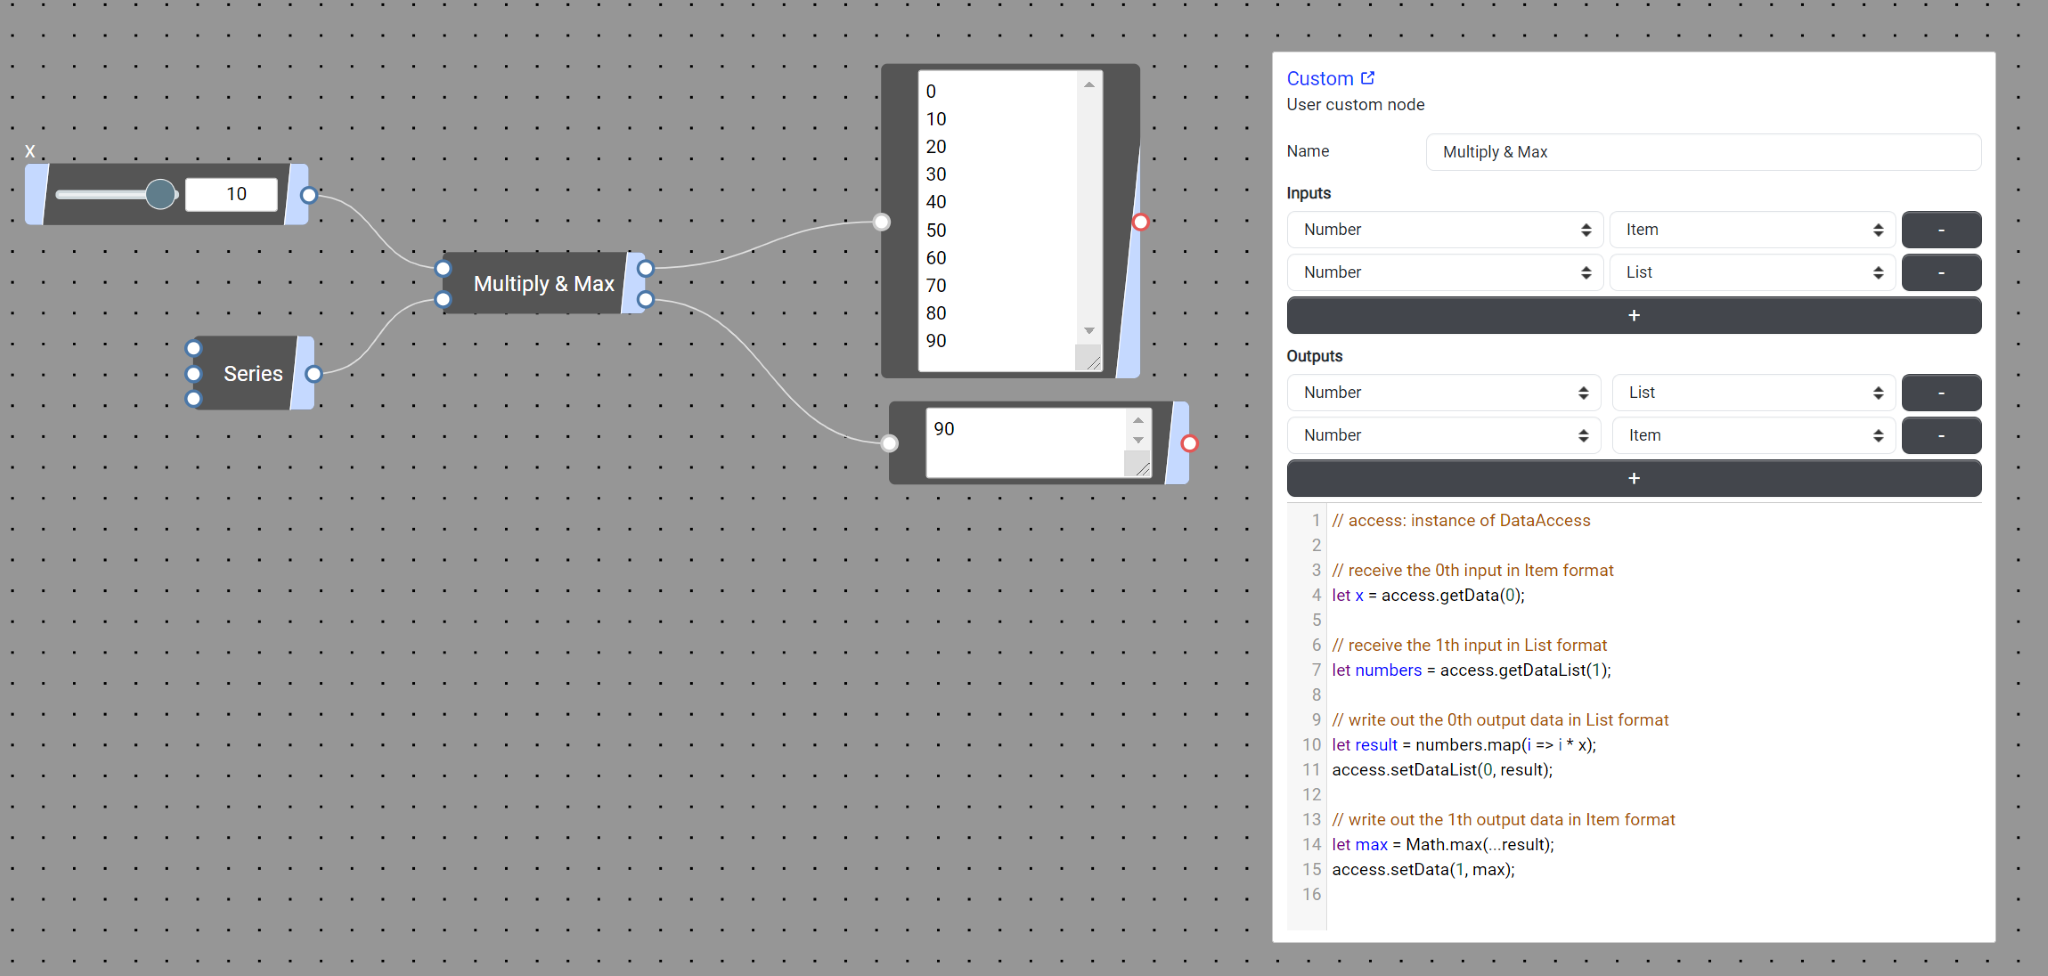 X
10
Series
Multiply & Max
0
10
20
30
40
50
60
70
80
90
90
Custom
User custom node
Name Multiply & Max
Inputs
Number Item -
Number List -
+
Outputs
Number List -
Number Item -
+
1 // access: instance of DataAccess
2
3 // receive the 0th input in Item format
4 let x = access.getData(0);
5
6 // receive the 1th input in List format
7 let numbers = access.getDataList(1);
8
9 // write out the 0th output data in List format
10 let result = numbers.map(i => i * x);
11 access.setDataList(0, result);
12
13 // write out the 1th output data in Item format
14 let max = Math.max(...result);
15 access.setData(1, max);
16